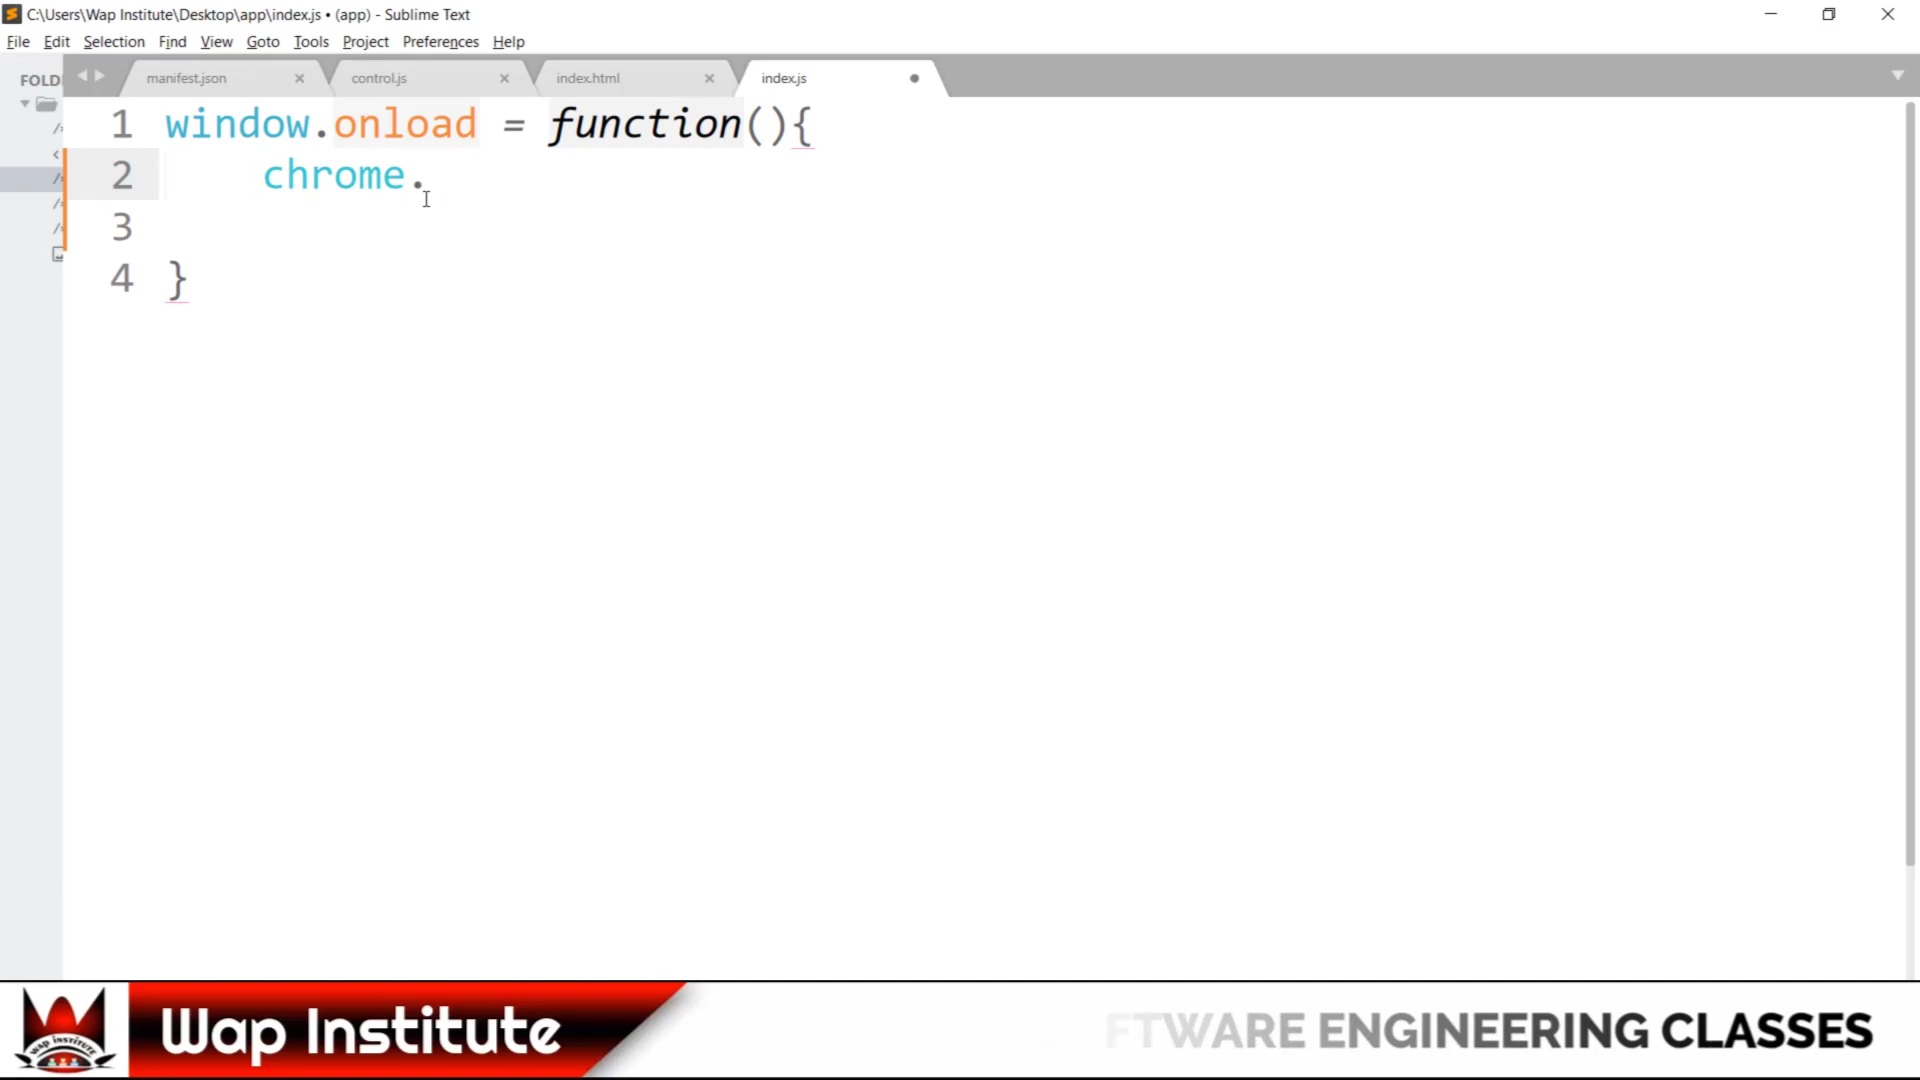 C:\Users\Wap Institute\Desktop\app\index.js • (app) - Sublime Text
File Edit Selection Find View Goto Tools Project Preferences Help
FOLD
manifest.json
control.js
index.html
index.js
1 window.onload = function(){
2 chrome.
3
4 }
Wap Institute
WAP INSTITUTE
FTWARE ENGINEERING CLASSES